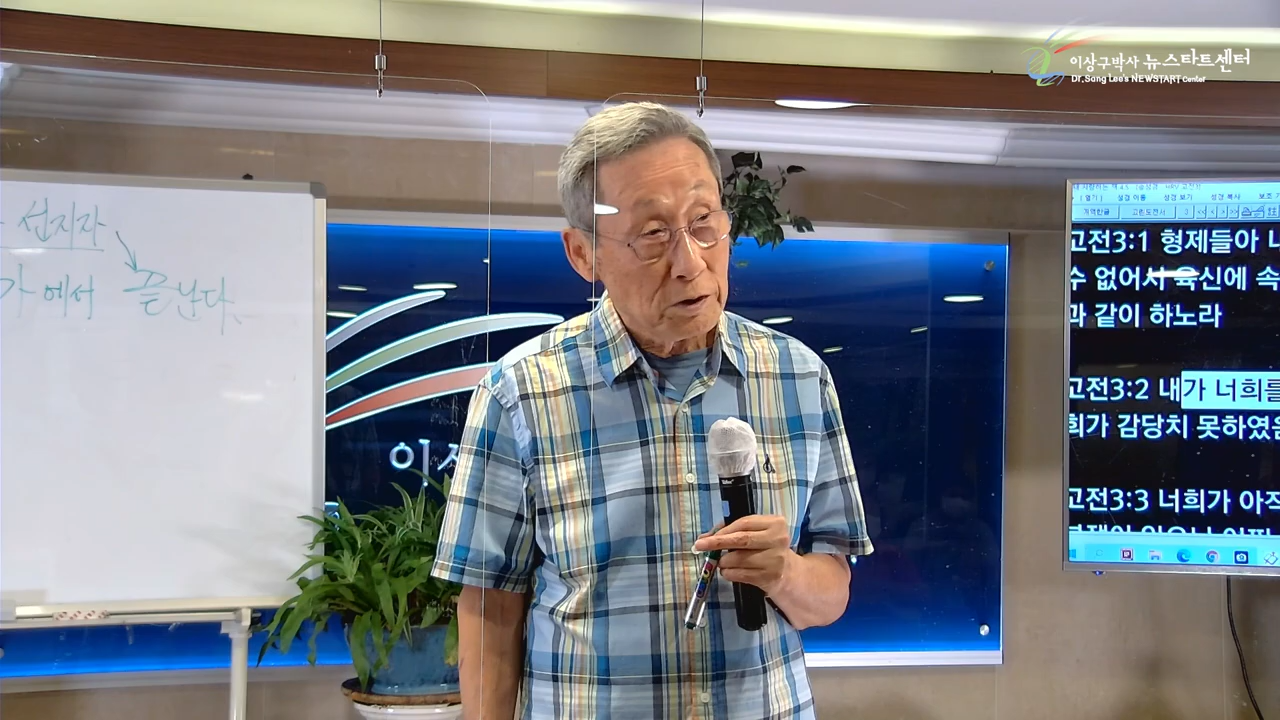 이상구박사 뉴스타트센터
Dr. Sang Lee's NEWSTART Center
선지자
에서 끝난다.
이상
고전3:1 형제들아 너
수 없어서 육신에 속
과 같이 하노라
고전3:2 내가 너희를
희가 감당치 못하였
고전3:3 너희가 아직